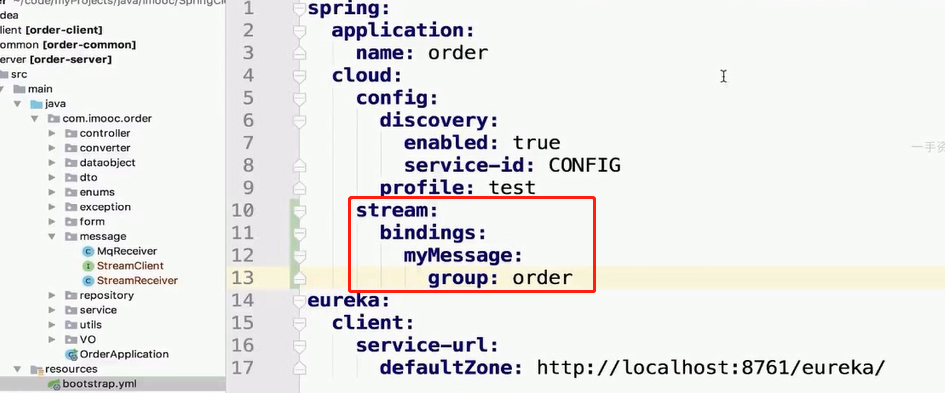 ~/code/myProjects/java/imooc/SpringCl
dea
lient [order-client]
ommon [order-common]
erver [order-server]
src
main
java
com.imooc.order
controller
converter
dataobject
dto
enums
exception
form
message
MqReceiver
StreamClient
StreamReceiver
repository
service
utils
VO
OrderApplication
resources
bootstrap.yml
1 spring:
2 application:
3 name: order
4 cloud:
5 config:
6 discovery:
7 enabled: true
8 service-id: CONFIG
9 profile: test
10 stream:
11 bindings:
12 myMessage:
13 group: order
14 eureka:
15 client:
16 service-url:
17 defaultZone: http://localhost:8761/eureka/
一手资